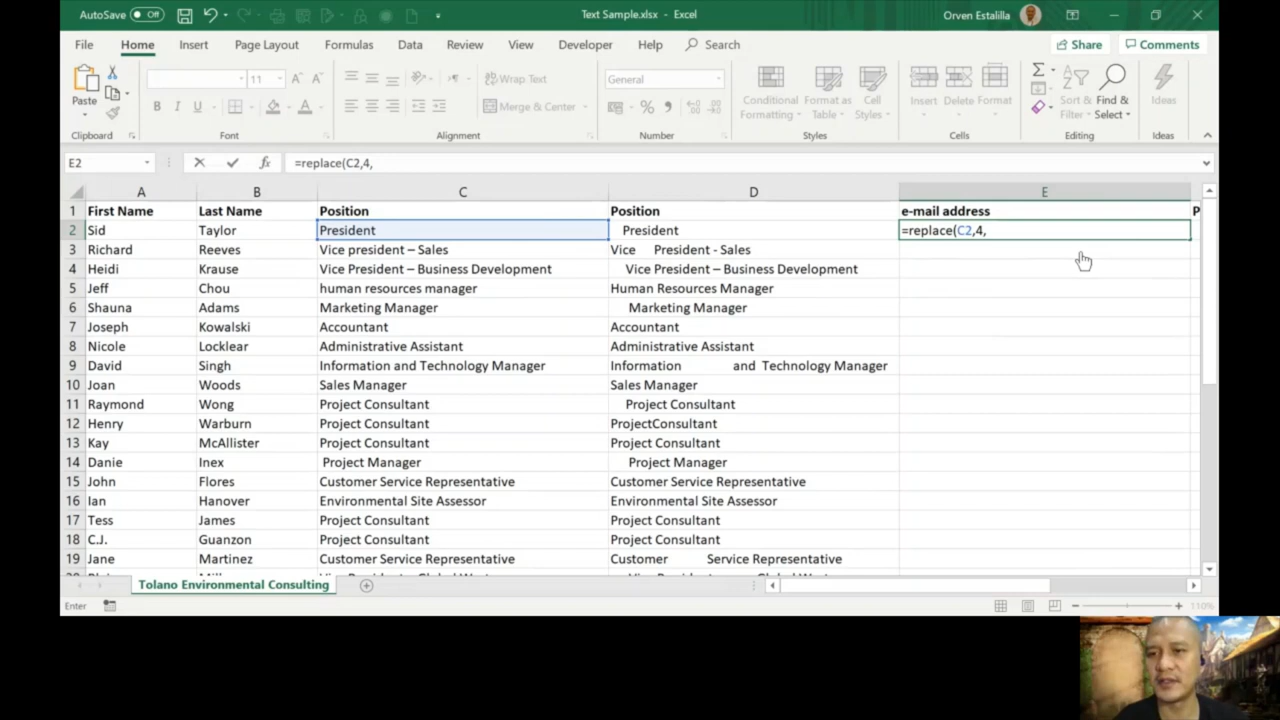 AutoSave Off Text Sample.xlsx - Excel Orven Estalilla
File Home Insert Page Layout Formulas Data Review View Developer Help Search Share Comments
Paste 11 Wrap Text General Conditional Format as Cell Insert Delete Format Sort & Find & Ideas
B I U Merge & Center % Formatting Table Styles Filter Select
Clipboard Font Alignment Number Styles Cells Editing Ideas
E2 fx =replace(C2,4,
A B C D E
1 First Name Last Name Position Position e-mail address P
2 Sid Taylor President President =replace(C2,4,
3 Richard Reeves Vice president – Sales Vice President - Sales
4 Heidi Krause Vice President – Business Development Vice President – Business Development
5 Jeff Chou human resources manager Human Resources Manager
6 Shauna Adams Marketing Manager Marketing Manager
7 Joseph Kowalski Accountant Accountant
8 Nicole Locklear Administrative Assistant Administrative Assistant
9 David Singh Information and Technology Manager Information and Technology Manager
10 Joan Woods Sales Manager Sales Manager
11 Raymond Wong Project Consultant Project Consultant
12 Henry Warburn Project Consultant ProjectConsultant
13 Kay McAllister Project Consultant Project Consultant
14 Danie Inex Project Manager Project Manager
15 John Flores Customer Service Representative Customer Service Representative
16 Ian Hanover Environmental Site Assessor Environmental Site Assessor
17 Tess James Project Consultant Project Consultant
18 C.J. Guanzon Project Consultant Project Consultant
19 Jane Martinez Customer Service Representative Customer Service Representative
Tolano Environmental Consulting
Enter 110%